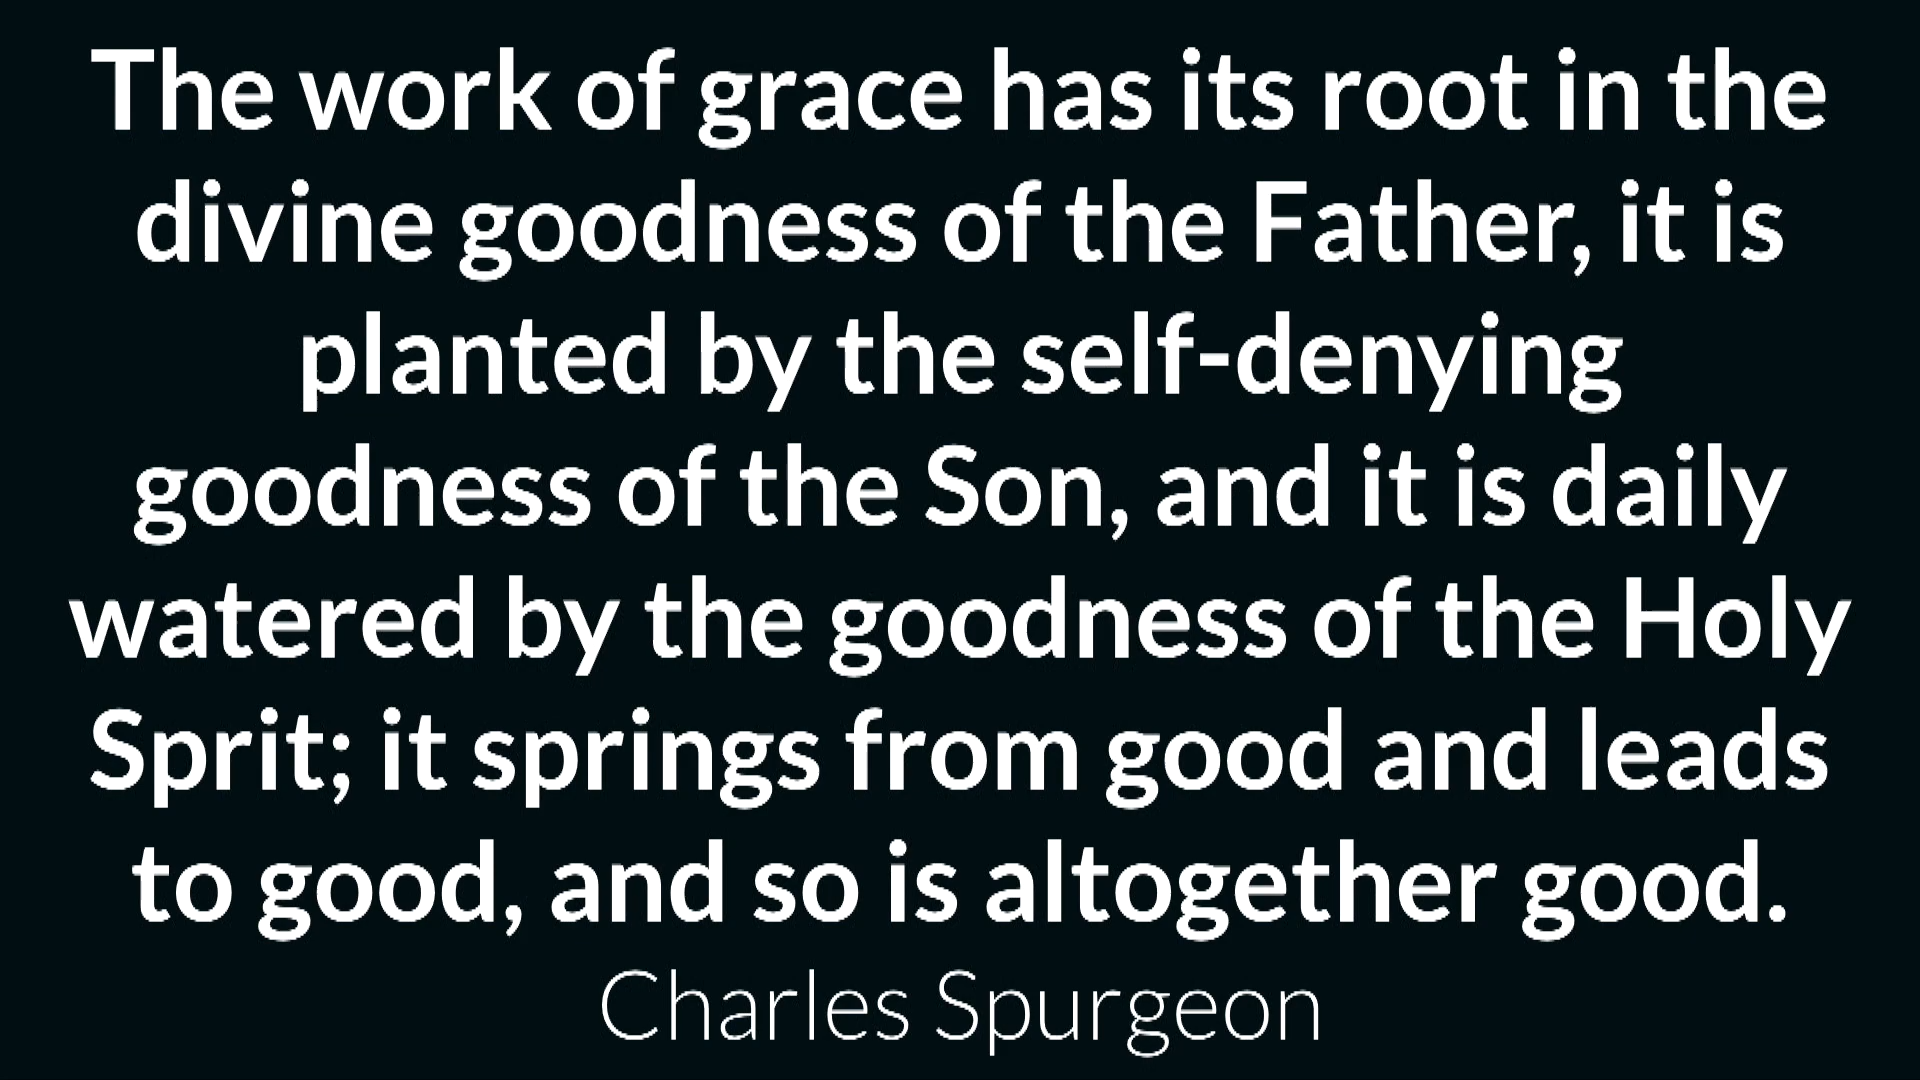 The work of grace has its root in the
divine goodness of the Father, it is
planted by the self-denying
goodness of the Son, and it is daily
watered by the goodness of the Holy
Sprit; it springs from good and leads
to good, and so is altogether good.
Charles Spurgeon